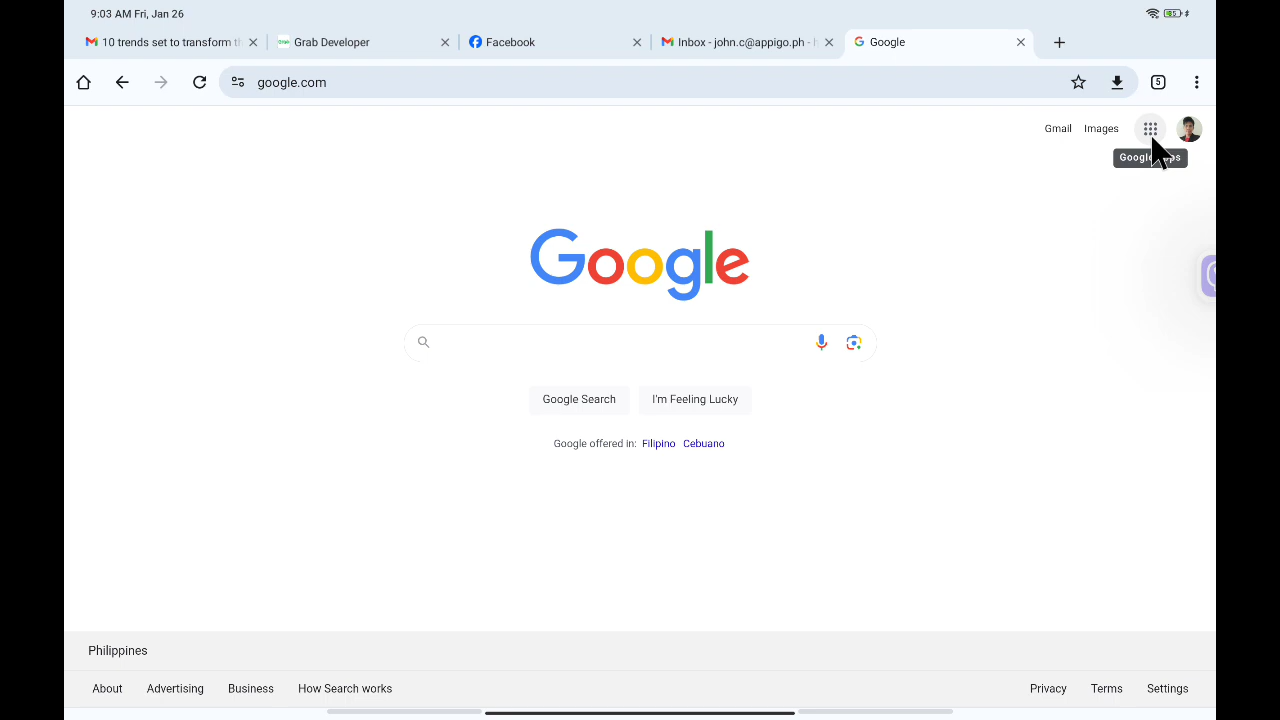 9:03 AM Fri, Jan 26
10 trends set to transform th
Grab Developer
Facebook
Inbox - john.c@appigo.ph -
Google
google.com
5
Gmail Images
Google
Google Search
I'm Feeling Lucky
Google offered in: Filipino Cebuano
Philippines
About Advertising Business How Search works
Privacy Terms Settings